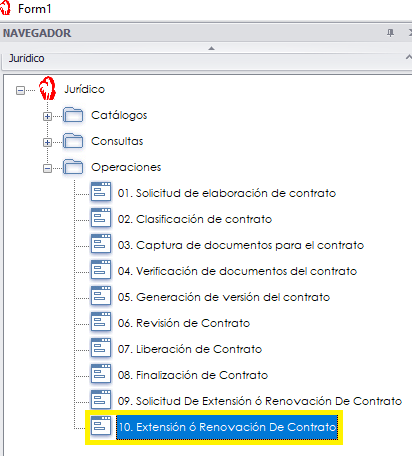 Form1
NAVEGADOR
Jurídico
Jurídico
Catálogos
Consultas
Operaciones
01. Solicitud de elaboración de contrato
02. Clasificación de contrato
03. Captura de documentos para el contrato
04. Verificación de documentos del contrato
05. Generación de versión del contrato
06. Revisión de Contrato
07. Liberación de Contrato
08. Finalización de Contrato
09. Solicitud De Extensión ó Renovación De Contrato
10. Extensión ó Renovación De Contrato